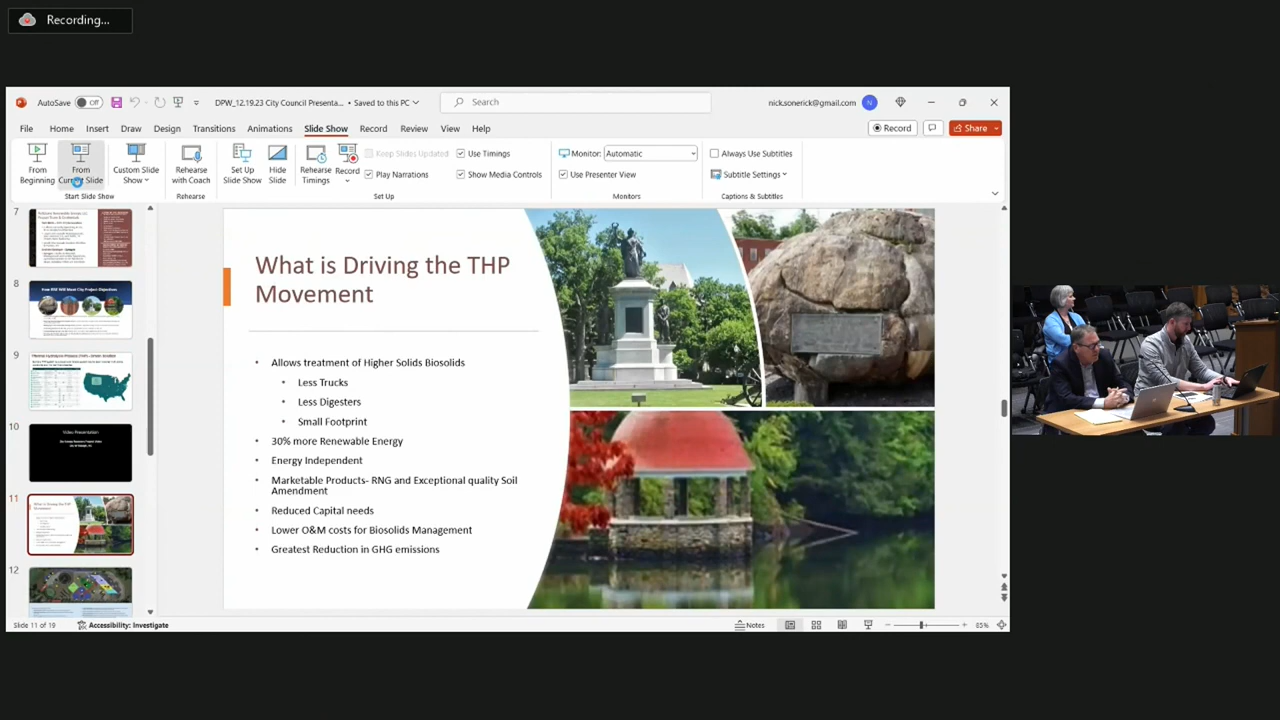 Recording...
AutoSave Off DPW_12.19.23 City Council Presenta... • Saved to this PC Search nick.sonerick@gmail.com N
File Home Insert Draw Design Transitions Animations Slide Show Record Review View Help Record Share
From Beginning
From Current Slide
Custom Slide Show
Rehearse with Coach
Set Up Slide Show
Hide Slide
Rehearse Timings
Record
Keep Slides Updated
Play Narrations
Use Timings
Show Media Controls
Monitor: Automatic
Use Presenter View
Always Use Subtitles
Subtitle Settings
Start Slide Show Rehearse Set Up Monitors Captions & Subtitles
7
8
9
10
Video Presentation
11
12
What is Driving the THP
Movement
• Allows treatment of Higher Solids Biosolids
• Less Trucks
• Less Digesters
• Small Footprint
• 30% more Renewable Energy
• Energy Independent
• Marketable Products- RNG and Exceptional quality Soil
Amendment
• Reduced Capital needs
• Lower O&M costs for Biosolids Management
• Greatest Reduction in GHG emissions
Slide 11 of 19 Accessibility: Investigate Notes 65%